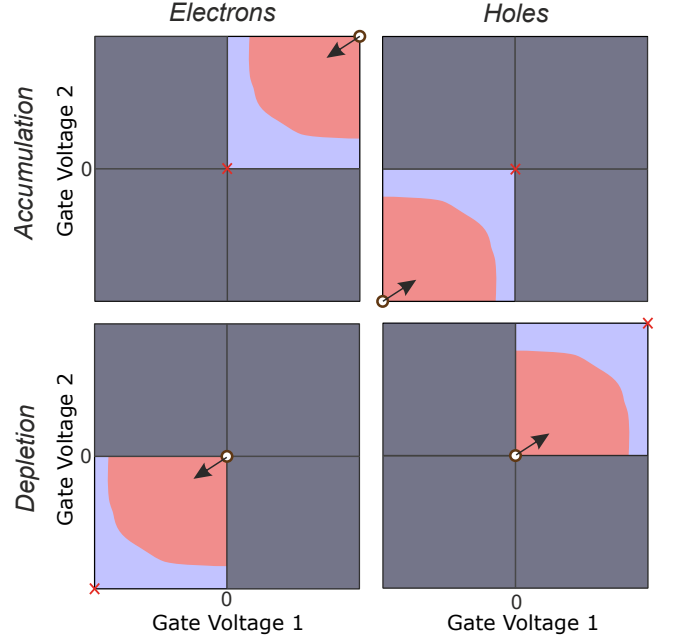 Electrons
Holes
Accumulation
Gate Voltage 2
0
Depletion
Gate Voltage 2
0
0
0
Gate Voltage 1
Gate Voltage 1